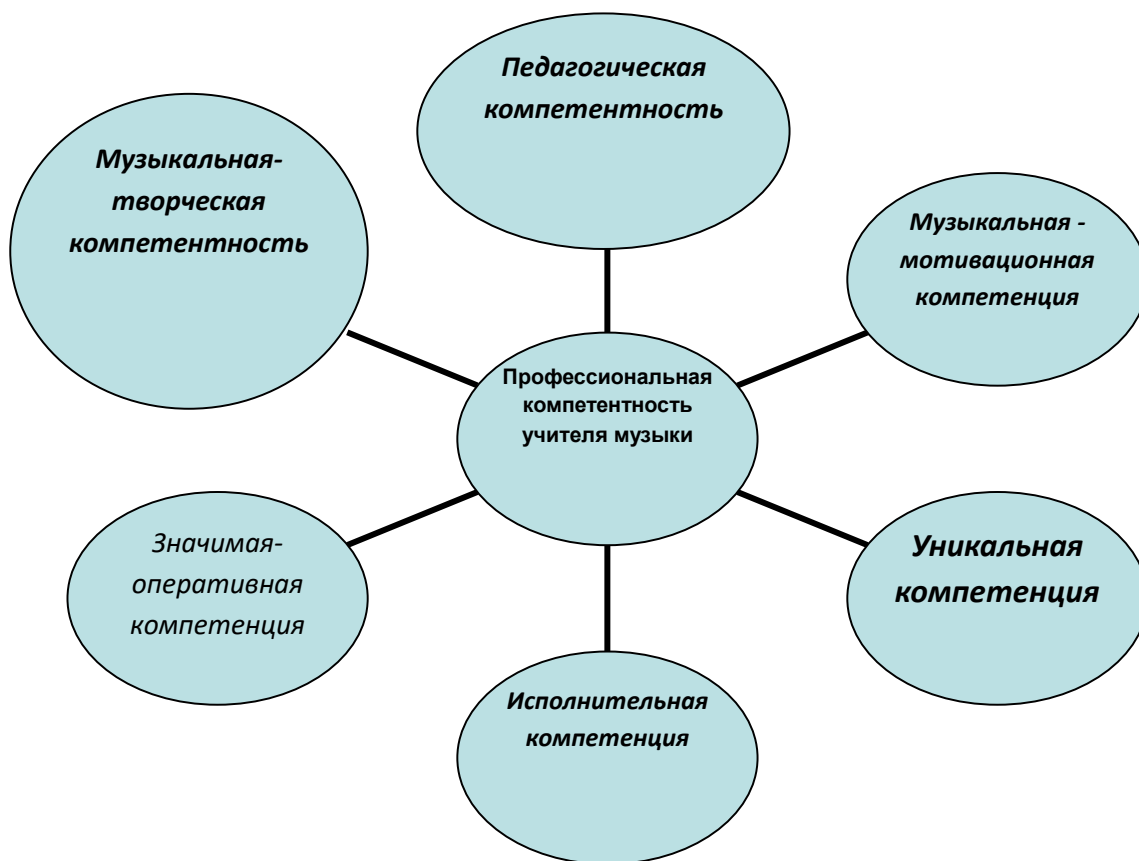 Педагогическая
компетентность
Музыкальная-
творческая
компетентность
Музыкальная -
мотивационная
компетенция
Профессиональная
компетентность
учителя музыки
Значимая-
оперативная
компетенция
Уникальная
компетенция
Исполнительная
компетенция